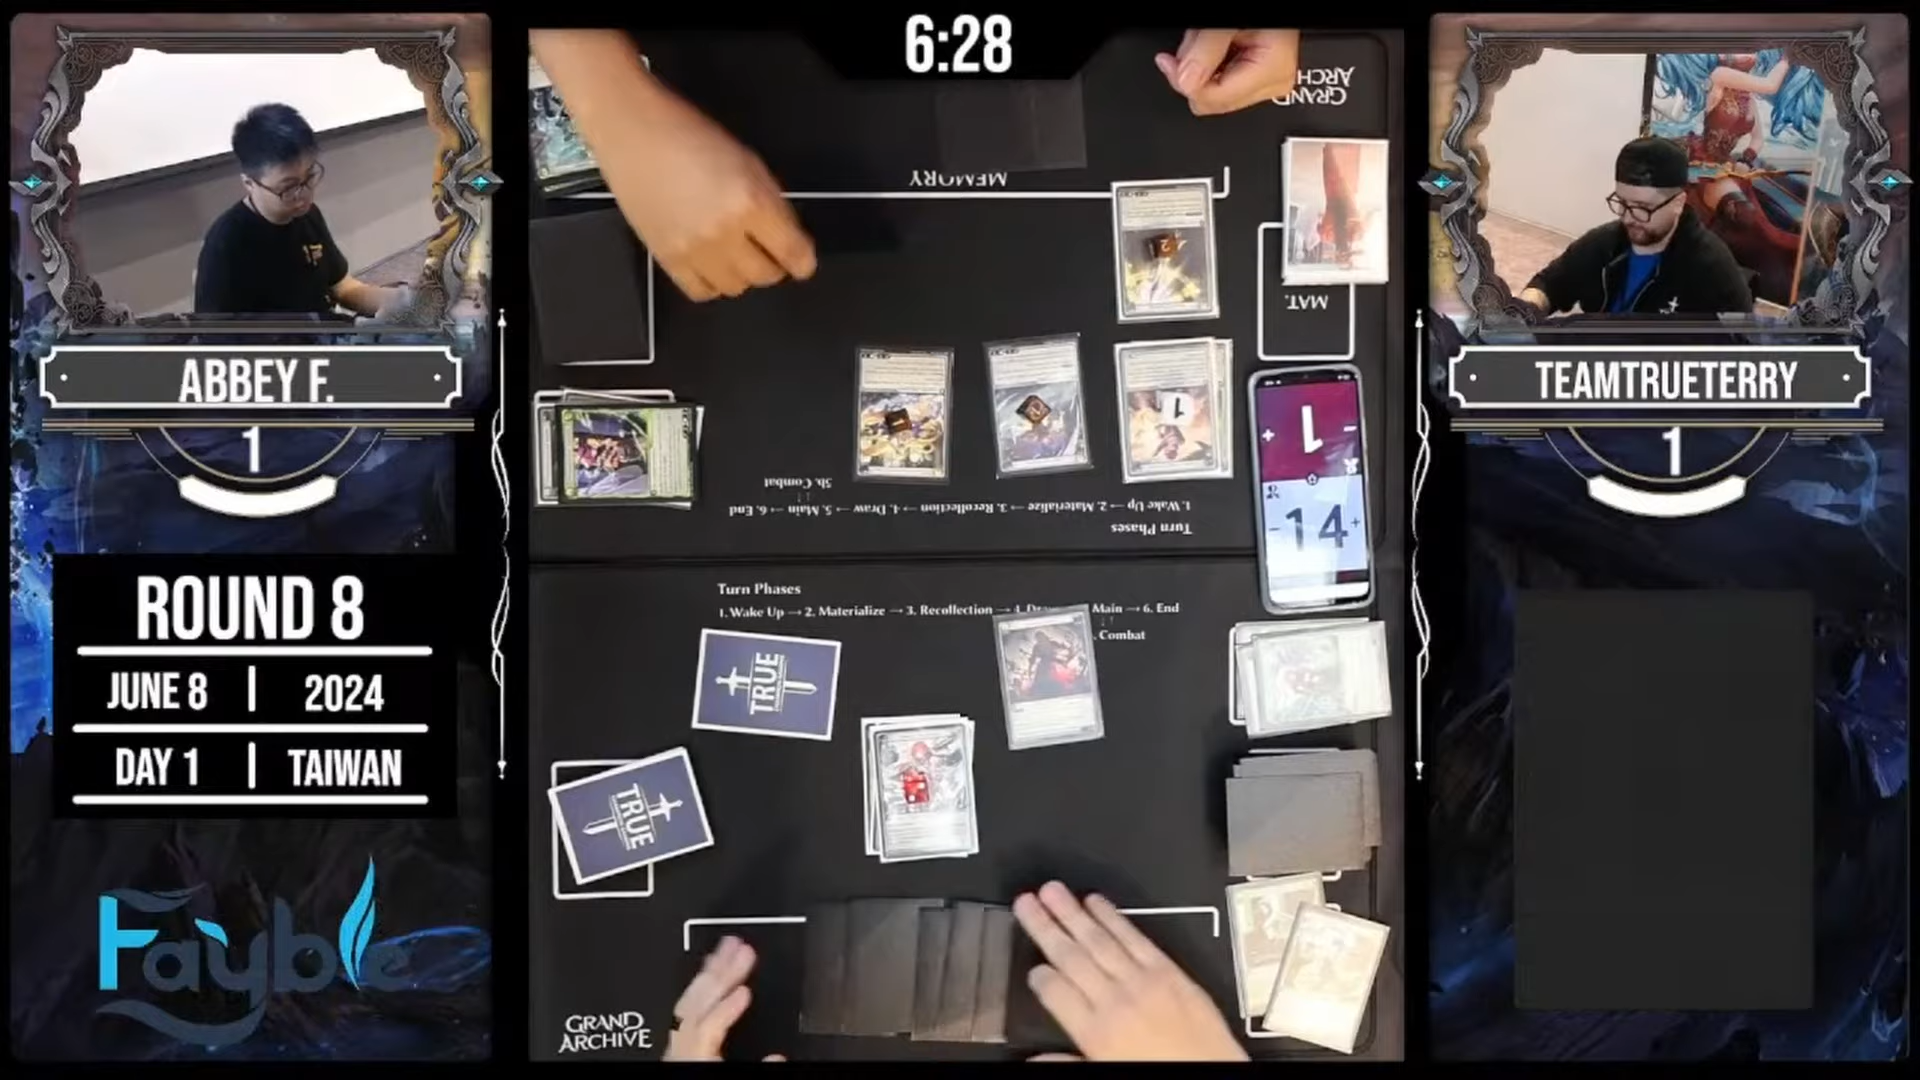 6:28
GRAND
ARCHIVE
MEMORY
MAT.
ABBEY F.
1
TEAMTRUETERRY
1
1
14
5b. Combat
1. Wake Up → 2. Materialize → 3. Recollection → 4. Draw → 5. Main → 6. End
Turn Phases
Turn Phases
1. Wake Up → 2. Materialize → 3. Recollection → 4. Main → 6. End
Combat
ROUND 8
JUNE 8 | 2024
DAY 1 | TAIWAN
TRUE
TRUE
Fayble
GRAND
ARCHIVE